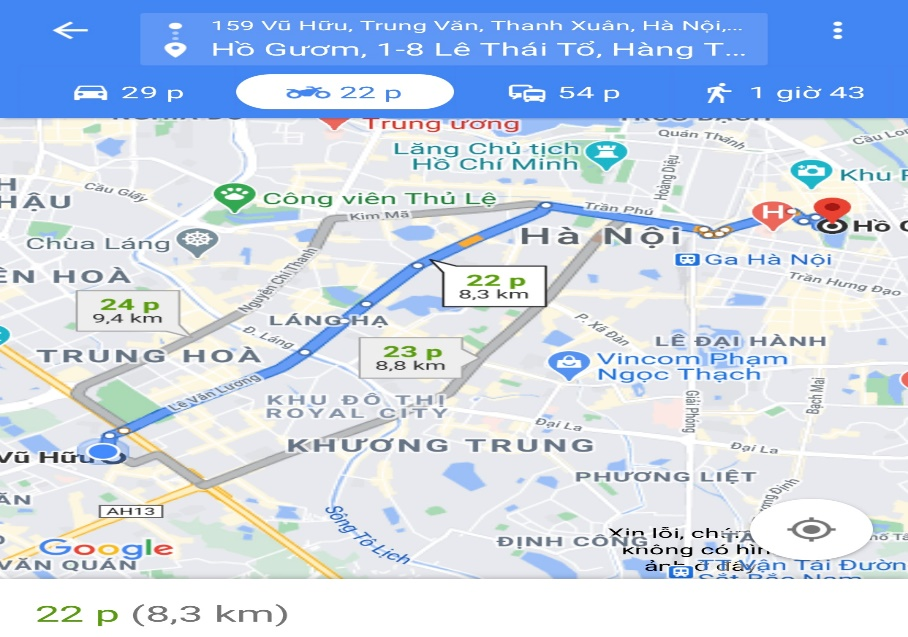 159 Vũ Hữu, Trung Văn, Thanh Xuân, Hà Nội,...
Hồ Gươm, 1-8 Lê Thái Tổ, Hàng T...
29 p
22 p
54 p
1 giờ 43
Trung ương
Quán Thánh
Cầu Lon
Lăng Chủ tịch
Hồ Chí Minh
Hoàng Diệu
Khu F
H
HẬU
Cầu Giấy
Công viên Thủ Lệ
Kim Mã
Trần Phú
H
Hồ G
Chùa Láng
Hà Nội
Ga Hà Nội
ÊN HOÀ
Nguyễn Chí Thanh
22 p
8,3 km
Trần Hưng Đạo
24 p
9,4 km
LÁNG HẠ
P. Xã Đàn
Đ. Láng
23 p
8,8 km
LÊ ĐẠI HÀNH
TRUNG HOÀ
Vincom Phạm
Ngọc Thạch
Lê Văn Lương
KHU ĐÔ THỊ
ROYAL CITY
Giải Phóng
Bạch Mai
Đại La
Vũ Hữu
KHƯƠNG TRUNG
Đại La
PHƯƠNG LIỆT
ĂN
AH13
Sông Tô Lịch
Google
VĂN QUÁN
ĐỊNH CÔNG
Xin lỗi, chún
không có hìn
ảnh ở đây.
Vận Tải Đườn
22 p (8,3 km)